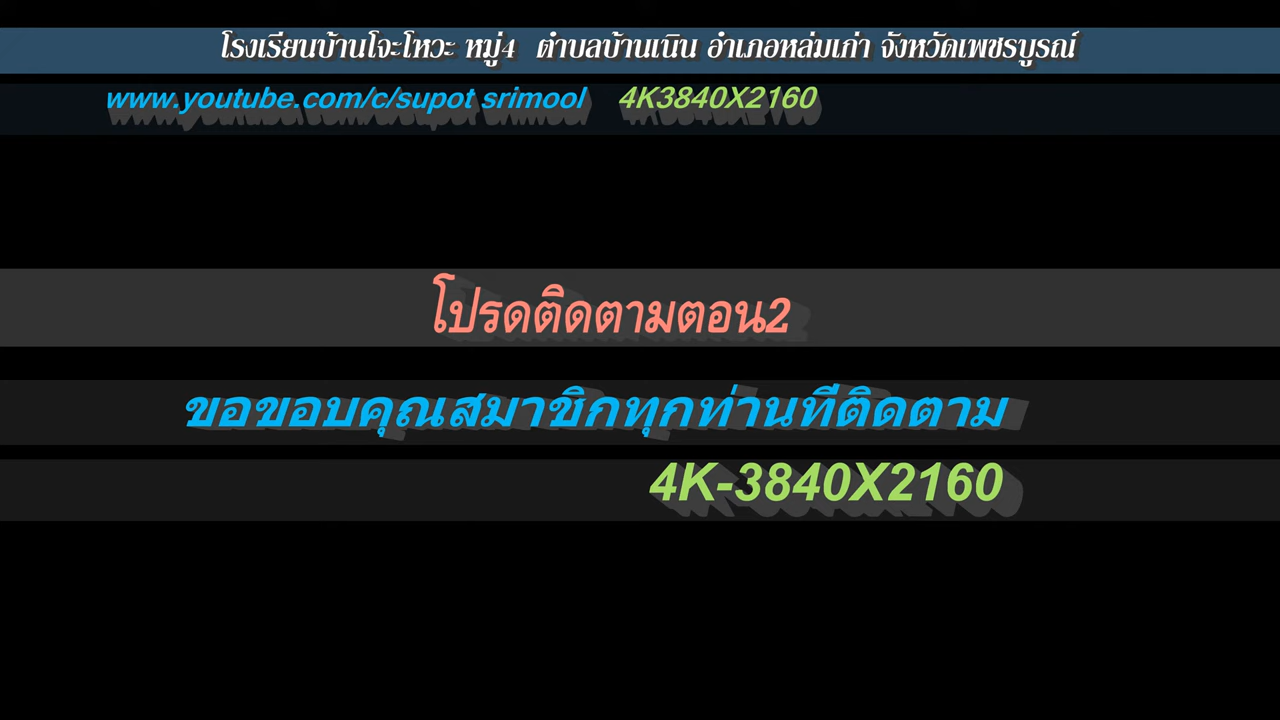 โรงเรียนบ้านโจะโหวะ หมู่4 ตำบลบ้านเนิน อำเภอหล่มเก่า จังหวัดเพชรบูรณ์
www.youtube.com/c/supot srimool 4K3840X2160
โปรดติดตามตอน2
ขอขอบคุณสมาชิกทุกท่านที่ติดตาม
4K-3840X2160